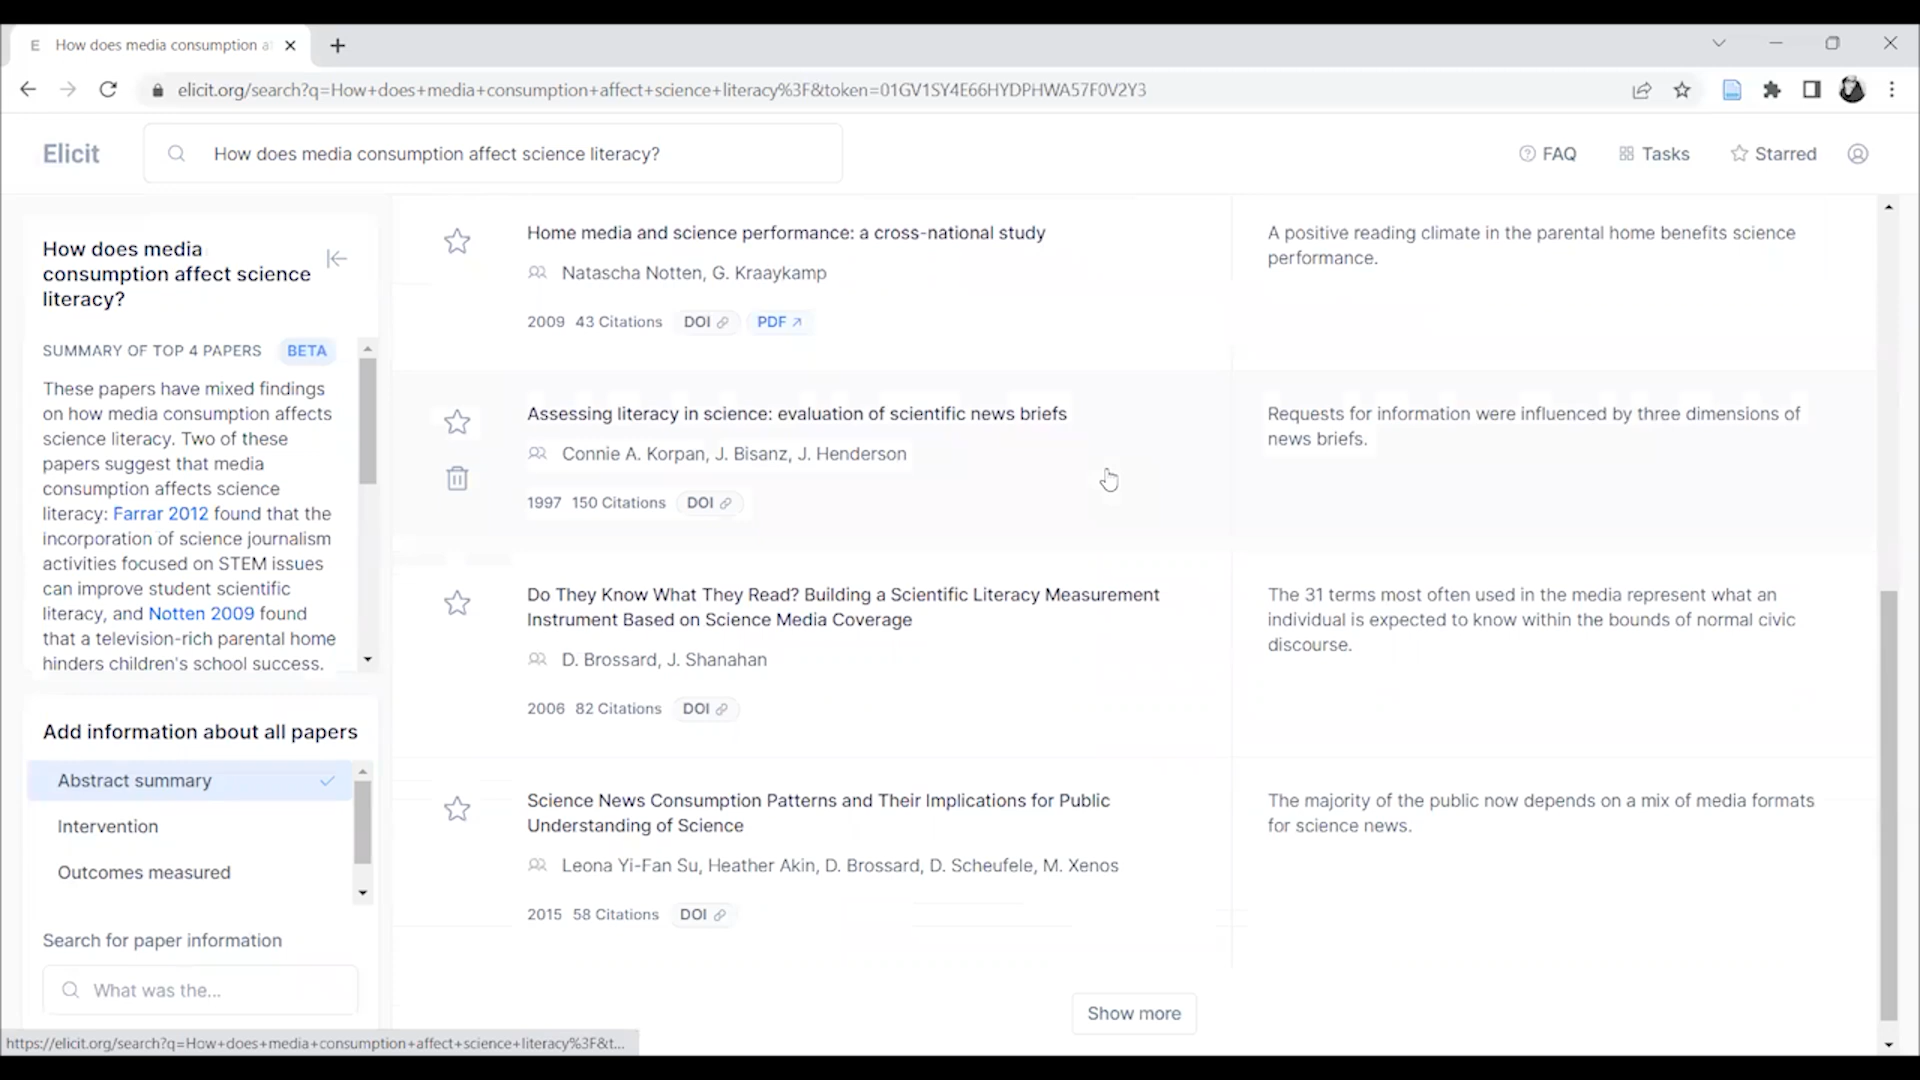 E How does media consumption a
elicit.org/search?q=How+does+media+consumption+affect+science+literacy%3F&token=01GV1SY4E66HYDPHWA57F0V2Y3
Elicit
How does media consumption affect science literacy?
FAQ
Tasks
Starred
How does media
consumption affect science
literacy?
SUMMARY OF TOP 4 PAPERS BETA
These papers have mixed findings
on how media consumption affects
science literacy. Two of these
papers suggest that media
consumption affects science
literacy: Farrar 2012 found that the
incorporation of science journalism
activities focused on STEM issues
can improve student scientific
literacy, and Notten 2009 found
that a television-rich parental home
hinders children's school success.
Add information about all papers
Abstract summary
Intervention
Outcomes measured
Search for paper information
What was the...
Home media and science performance: a cross-national study
Natascha Notten, G. Kraaykamp
2009 43 Citations DOI PDF
A positive reading climate in the parental home benefits science
performance.
Assessing literacy in science: evaluation of scientific news briefs
Connie A. Korpan, J. Bisanz, J. Henderson
1997 150 Citations DOI
Requests for information were influenced by three dimensions of
news briefs.
Do They Know What They Read? Building a Scientific Literacy Measurement
Instrument Based on Science Media Coverage
D. Brossard, J. Shanahan
2006 82 Citations DOI
The 31 terms most often used in the media represent what an
individual is expected to know within the bounds of normal civic
discourse.
Science News Consumption Patterns and Their Implications for Public
Understanding of Science
Leona Yi-Fan Su, Heather Akin, D. Brossard, D. Scheufele, M. Xenos
2015 58 Citations DOI
The majority of the public now depends on a mix of media formats
for science news.
Show more
https://elicit.org/search?q=How+does+media+consumption+affect+science+literacy%3F&t...